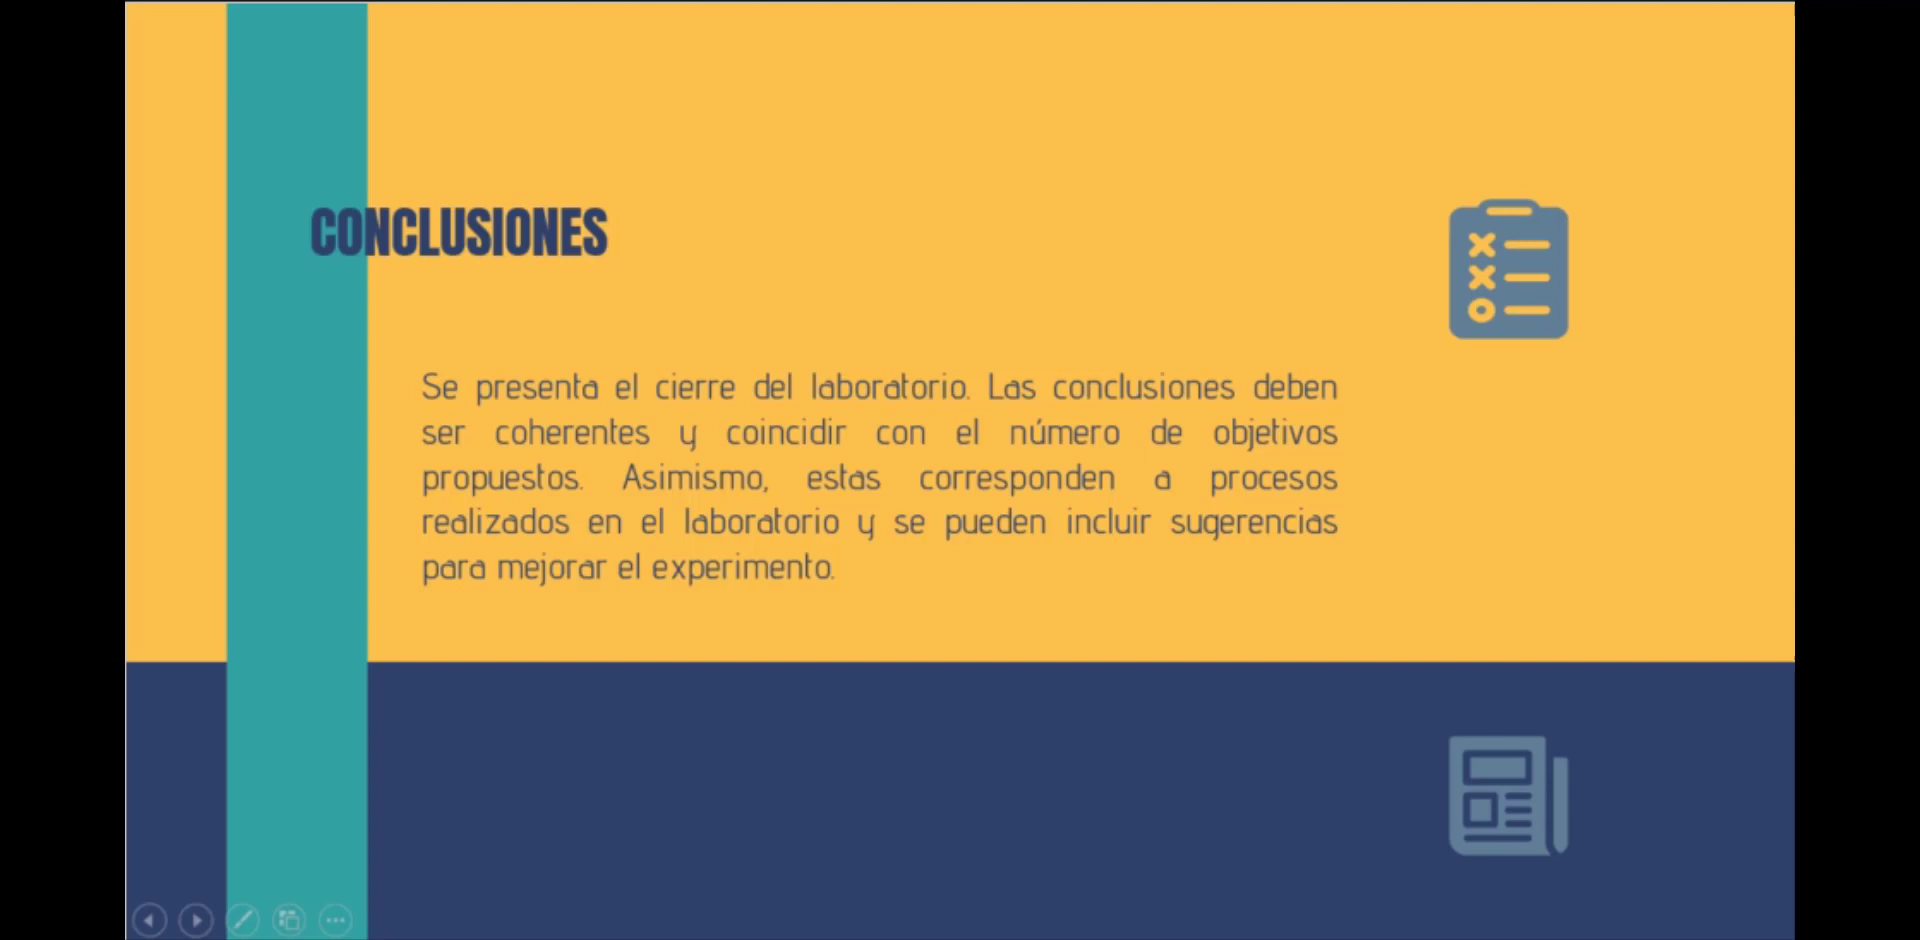 CONCLUSIONES
Se presenta el cierre del laboratorio. Las conclusiones deben
ser coherentes y coincidir con el número de objetivos
propuestos. Asimismo, estas corresponden a procesos
realizados en el laboratorio y se pueden incluir sugerencias
para mejorar el experimento.